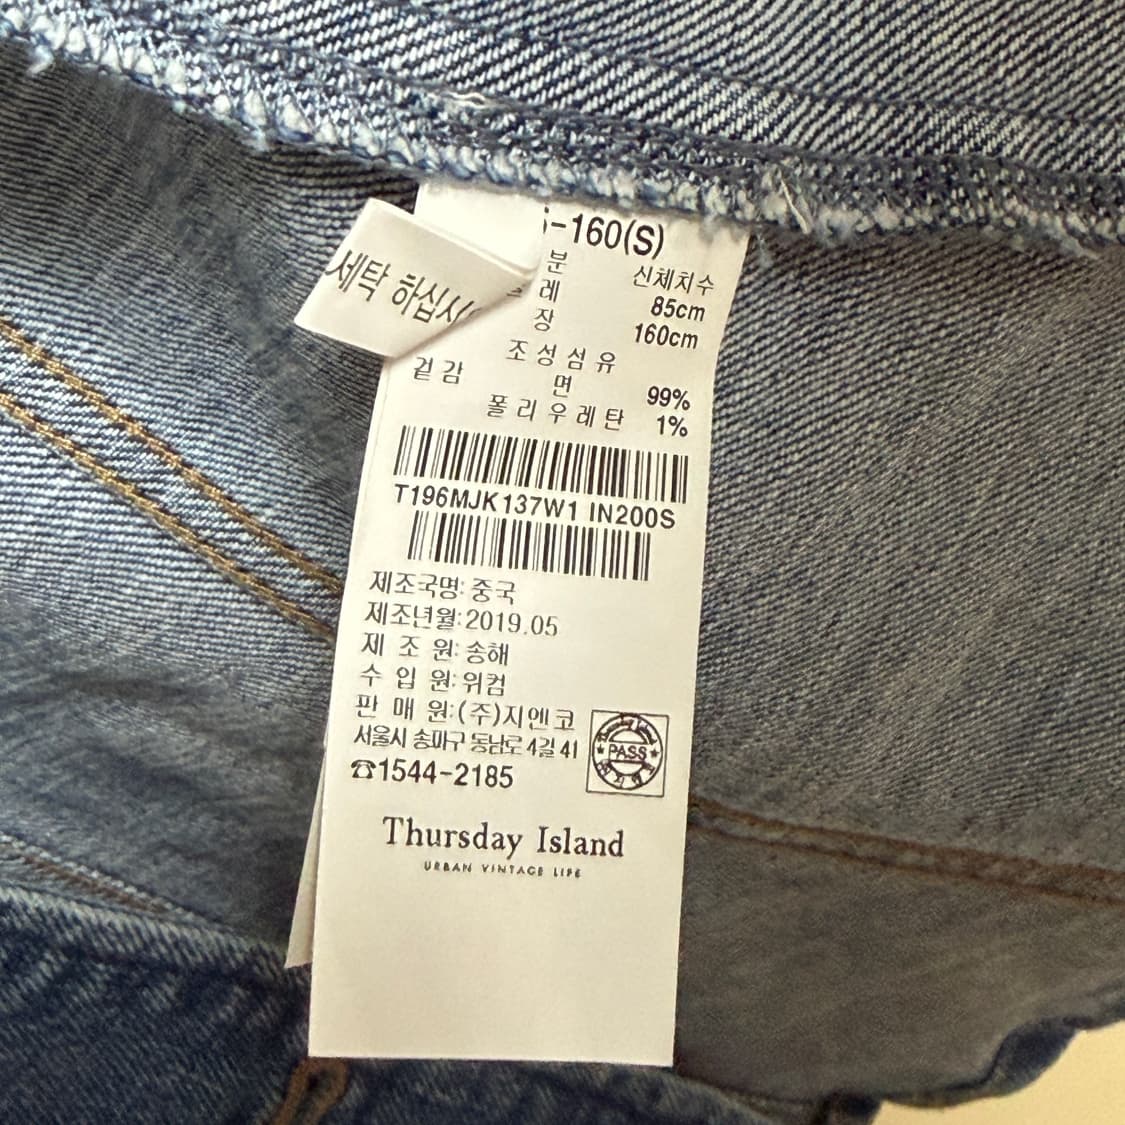 세탁 하십시
-160(S)
분 신체치수
레 85cm
장 160cm
조성섬유
겉감 면 99%
폴리우레탄 1%
T196MJK137W1 IN200S
제조국명: 중국
제조년월: 2019.05
제 조 원: 송해
수 입 원: 위컴
판 매 원: (주)지엔코
서울시 송파구 동남로 4길 41
☎1544-2185
PASS
Thursday Island
URBAN VINTAGE LIFE